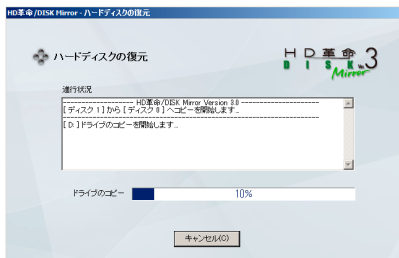 HD革命/DISK Mirror - ハードディスクの復元
ハードディスクの復元
HD革命
DISK Ver.3
Mirror
進行状況
-------------------- HD革命/DISK Mirror Version 3.0 --------------------
[ディスク 1]から [ディスク 0]へコピーを開始します...
[D:]ドライブのコピーを開始します...
ドライブのコピー 10%
キャンセル(C)